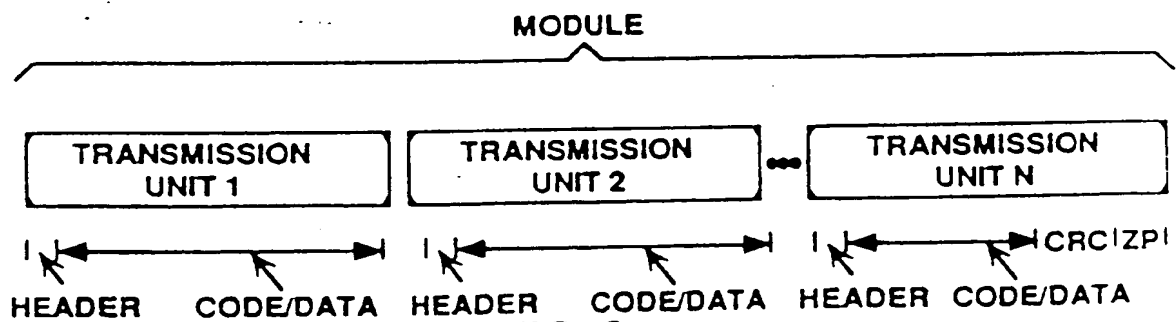 MODULE
TRANSMISSION UNIT 1
TRANSMISSION UNIT 2
TRANSMISSION UNIT N
CRC ZP
HEADER CODE/DATA HEADER CODE/DATA HEADER CODE/DATA